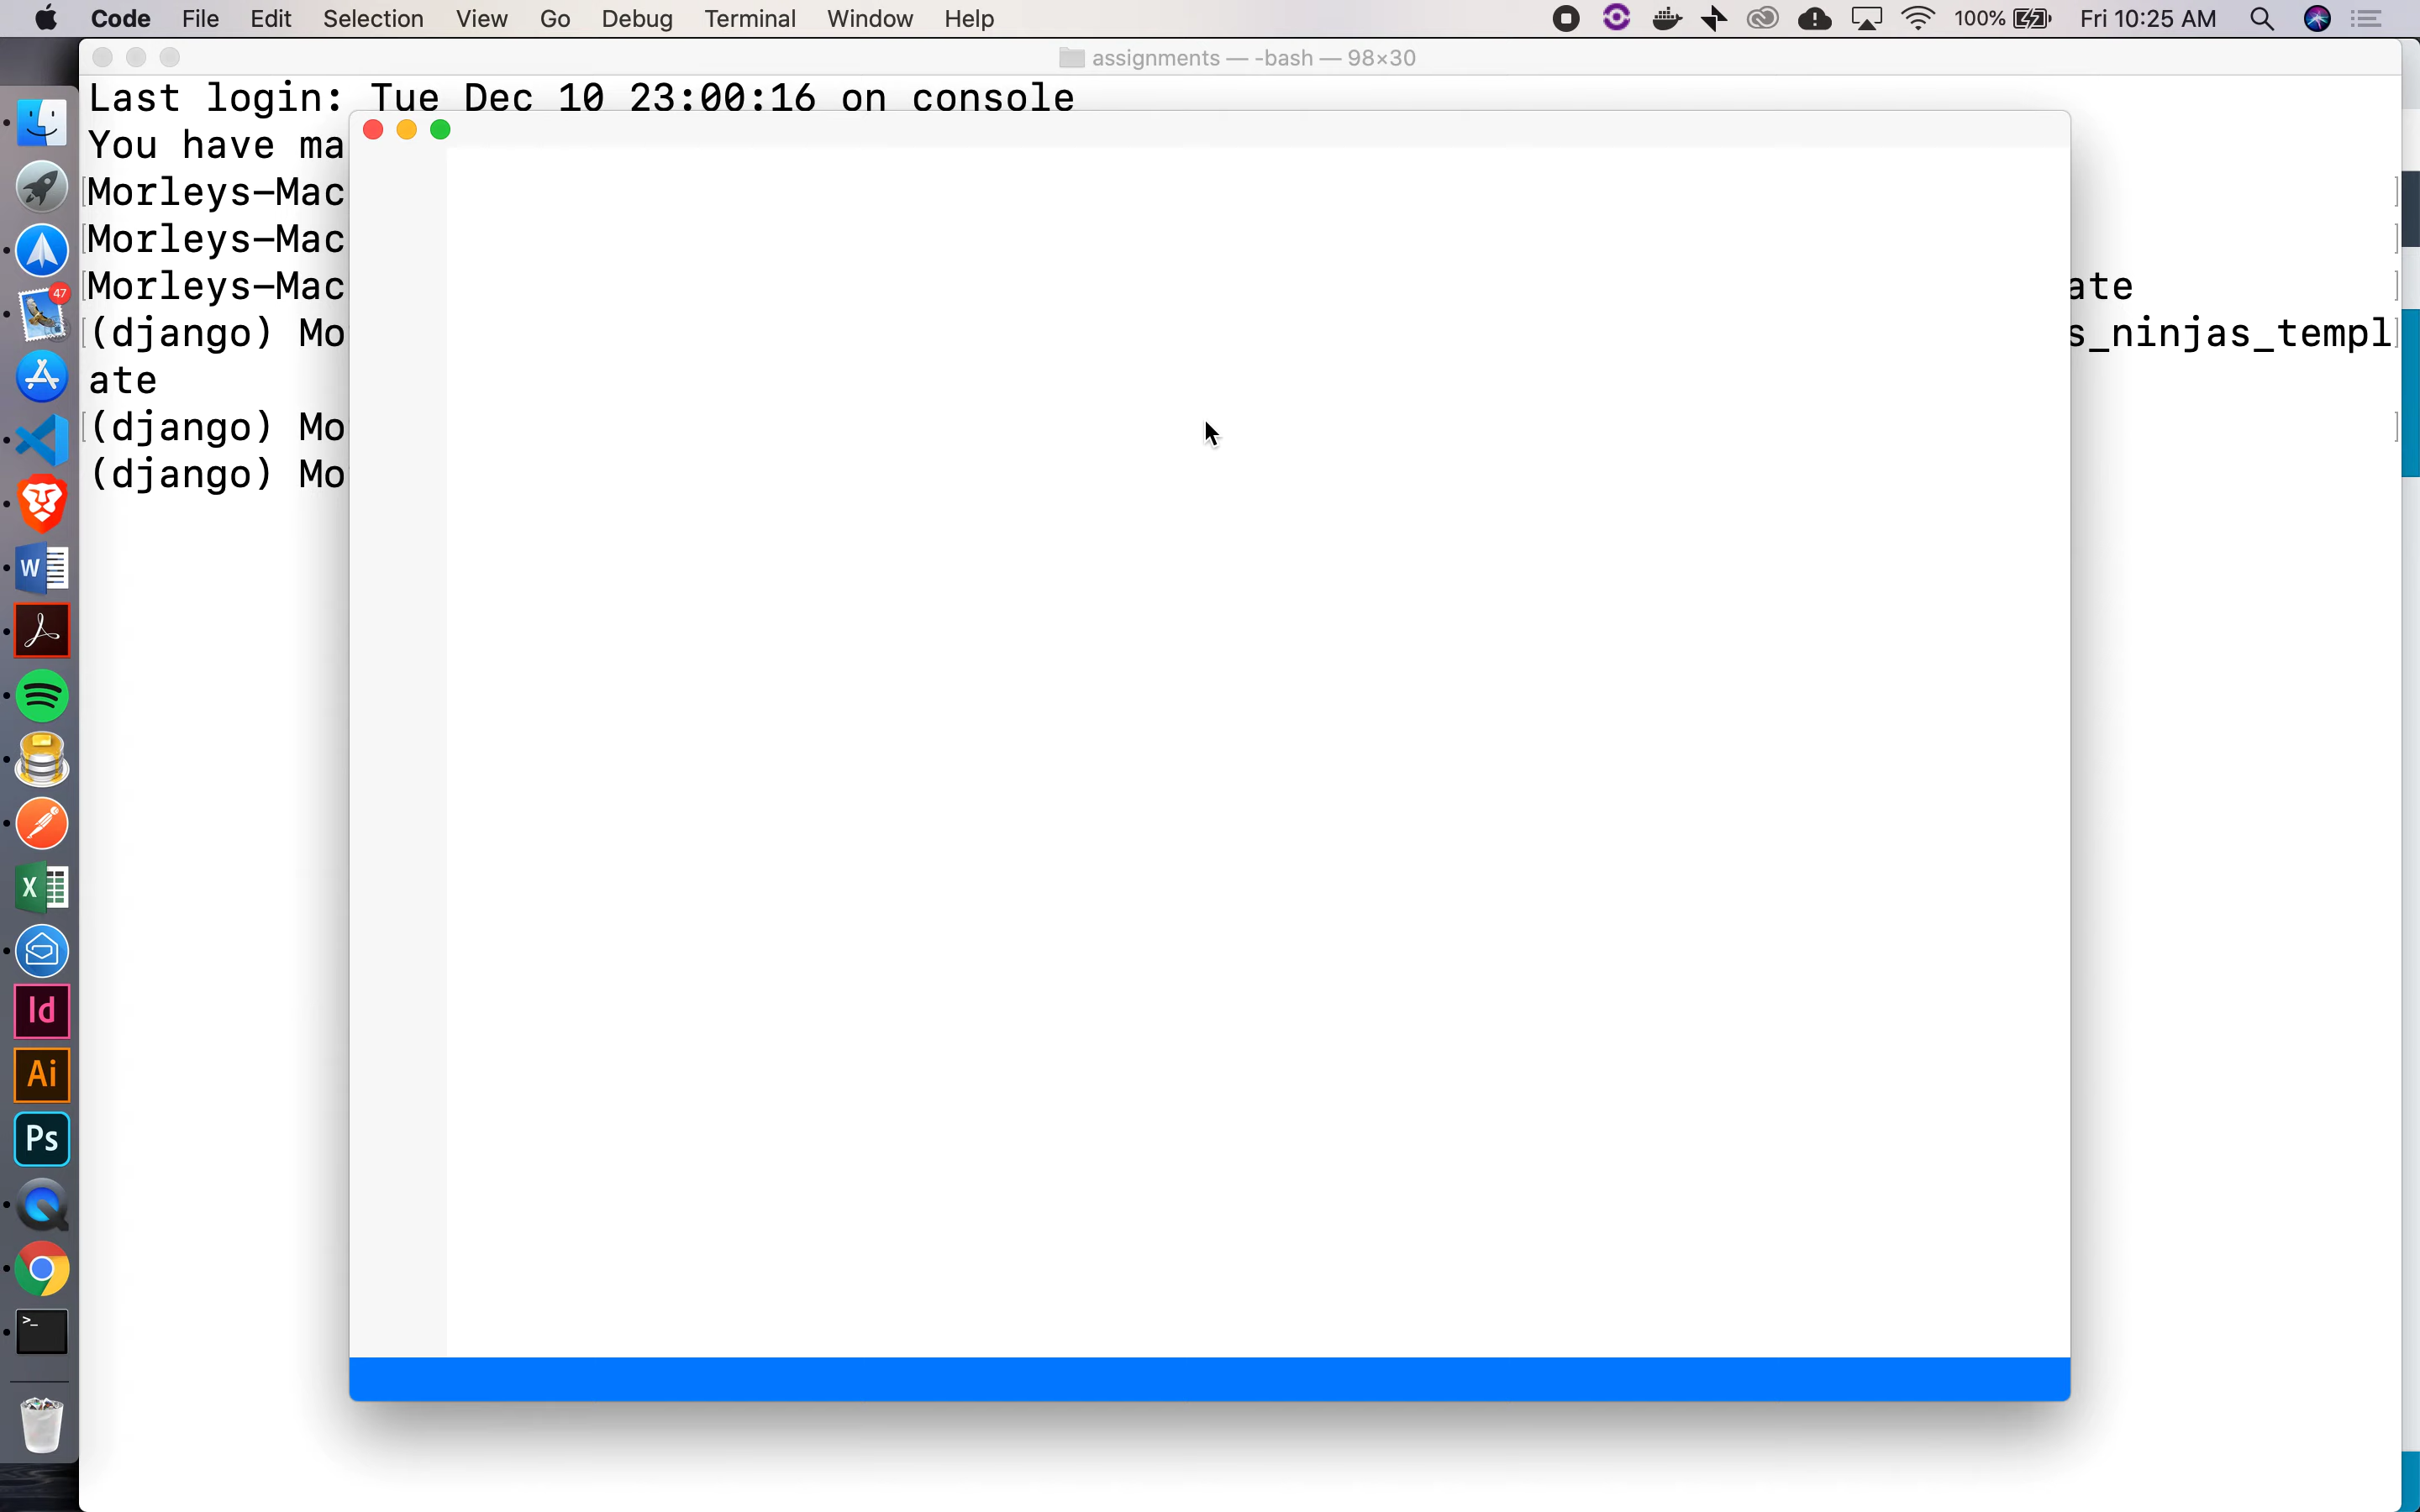 Code File Edit Selection View Go Debug Terminal Window Help 100% Fri 10:25 AM
assignments — -bash — 98×30
Last login: Tue Dec 10 23:00:16 on console
You have ma
Morleys-Mac
Morleys-Mac
Morleys-Mac ate
(django) Mo s_ninjas_templ
ate
(django) Mo
(django) Mo
47
W
X
Id
Ai
Ps
>_